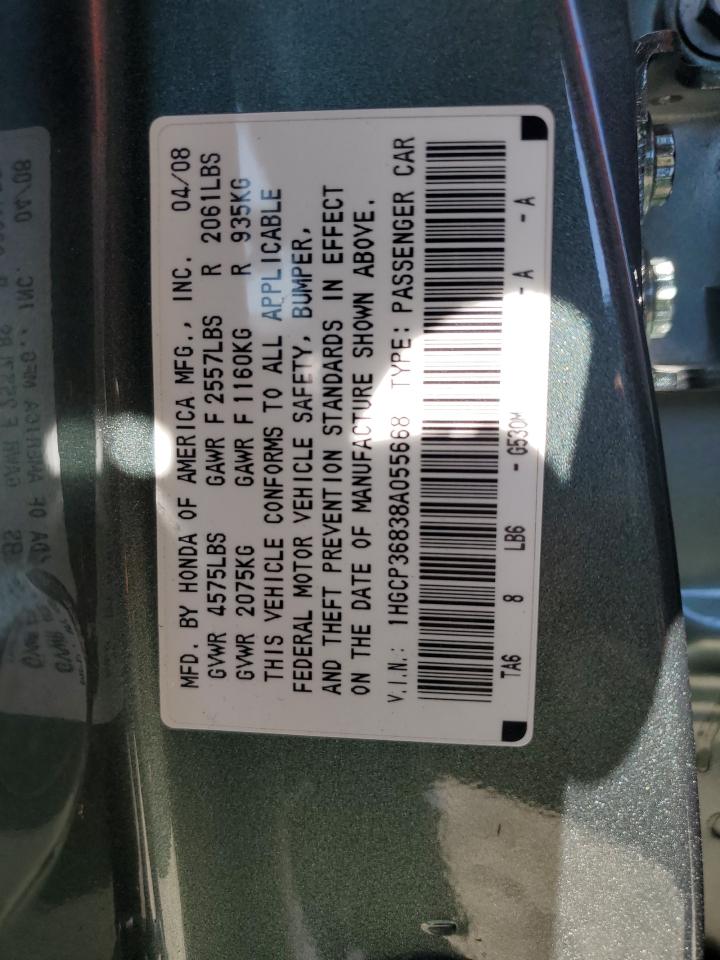 MFD. BY HONDA OF AMERICA MFG., INC. 04/08
GVWR 4575LBS GAWR F 2557LBS R 2061LBS
GVWR 2075KG GAWR F 1160KG R 935KG
THIS VEHICLE CONFORMS TO ALL APPLICABLE
FEDERAL MOTOR VEHICLE SAFETY, BUMPER,
AND THEFT PREVENTION STANDARDS IN EFFECT
ON THE DATE OF MANUFACTURE SHOWN ABOVE.
V.I.N.: 1HGCP36838A055668 TYPE: PASSENGER CAR
TA6 8 LB6 - G530M - A - A